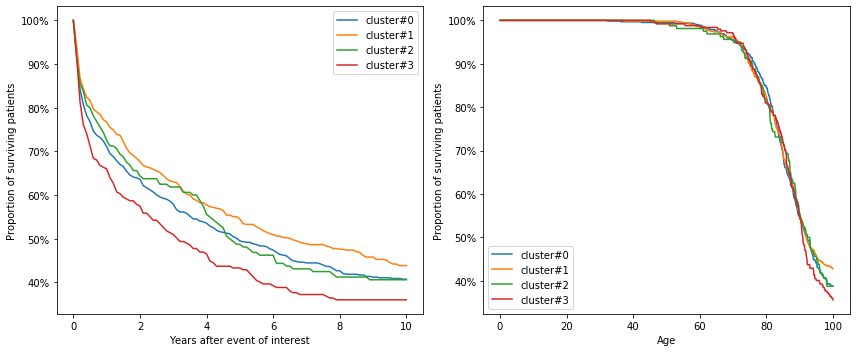 100%
90%
80%
70%
60%
50%
40%
0
2
4
6
8
10
Proportion of surviving patients
Years after event of interest
cluster#0
cluster#1
cluster#2
cluster#3
100%
90%
80%
70%
60%
50%
40%
0
20
40
60
80
100
Proportion of surviving patients
Age
cluster#0
cluster#1
cluster#2
cluster#3